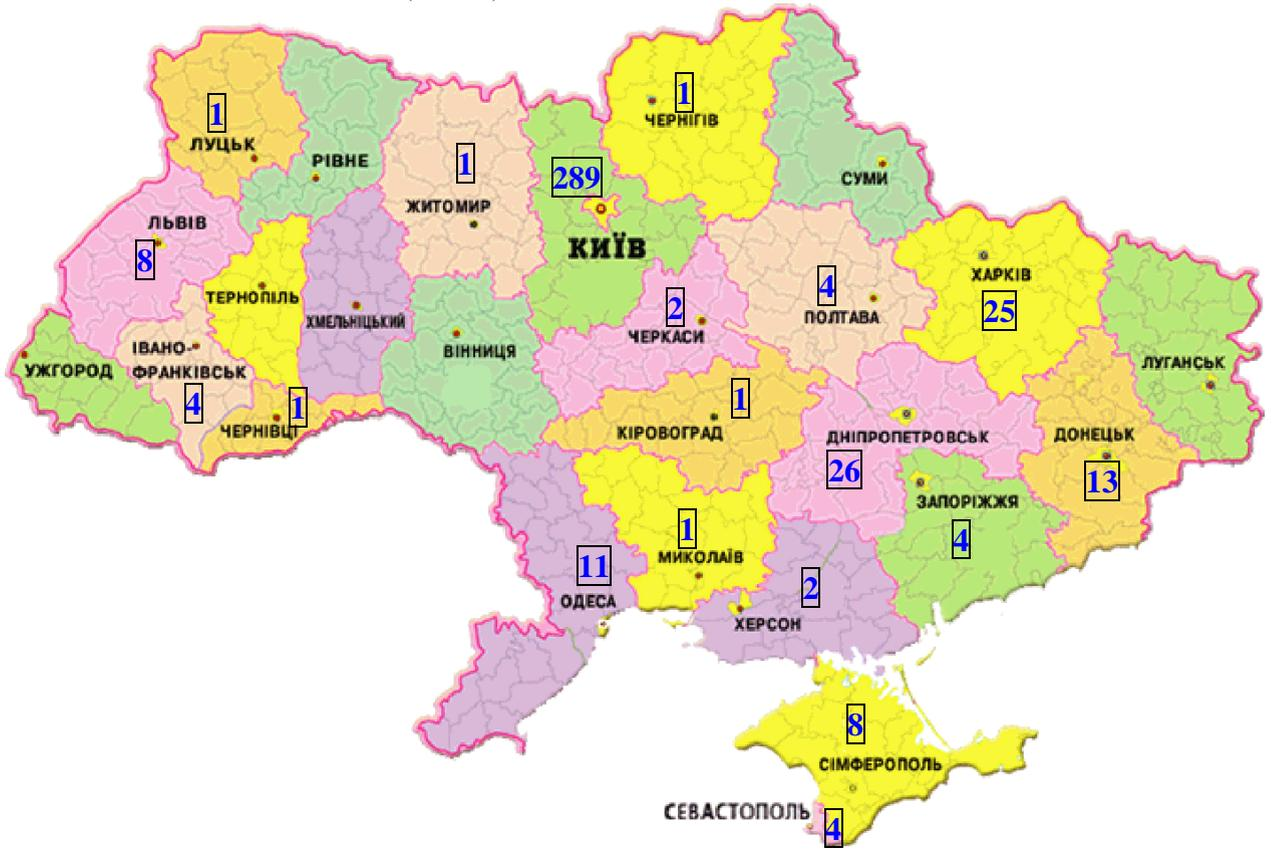 1
ЛУЦЬК
РІВНЕ
1
ЖИТОМИР
289
КИЇВ
1
ЧЕРНІГІВ
СУМИ
ЛЬВІВ
8
ТЕРНОПІЛЬ
ХМЕЛЬНІЦЬКИЙ
ВІННИЦЯ
2
ЧЕРКАСИ
4
ПОЛТАВА
ХАРКІВ
25
ЛУГАНСЬК
УЖГОРОД
ІВАНО-
ФРАНКІВСЬК
4
1
ЧЕРНІВЦІ
1
КІРОВОГРАД
ДНІПРОПЕТРОВСЬК
26
ДОНЕЦЬК
13
ЗАПОРІЖЖЯ
4
11
ОДЕСА
1
МИКОЛАЇВ
2
ХЕРСОН
8
СІМФЕРОПОЛЬ
СЕВАСТОПОЛЬ
4